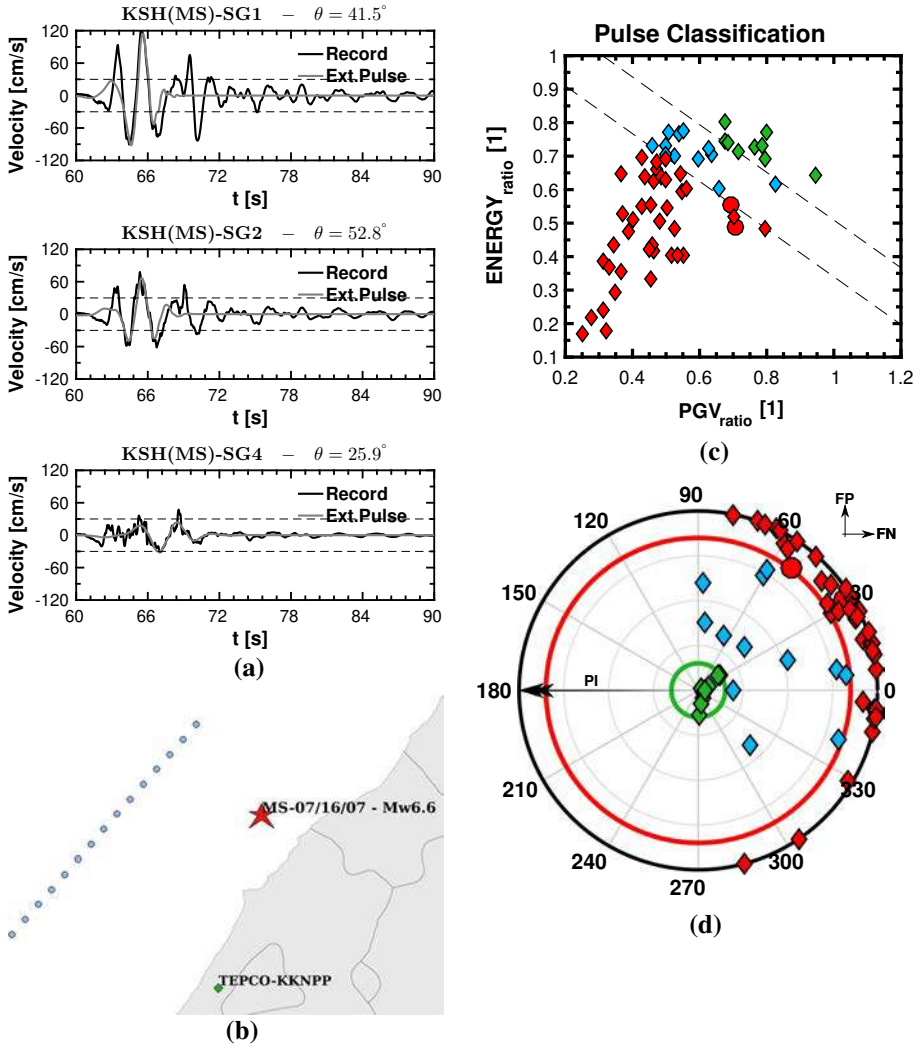 KSH(MS)-SG1 − θ = 41.5°
120
60
0
-60
-120
Velocity [cm/s]
Record
Ext.Pulse
60 66 72 78 84 90
t [s]
KSH(MS)-SG2 − θ = 52.8°
120
60
0
-60
-120
Velocity [cm/s]
Record
Ext.Pulse
60 66 72 78 84 90
t [s]
KSH(MS)-SG4 − θ = 25.9°
120
60
0
-60
-120
Velocity [cm/s]
Record
Ext.Pulse
60 66 72 78 84 90
t [s]
(a)
MS-07/16/07 - Mw6.6
TEPCO-KKNPP
(b)
Pulse Classification
1
0.9
0.8
0.7
0.6
0.5
0.4
0.3
0.2
0.1
ENERGYratio [1]
0.2 0.4 0.6 0.8 1 1.2
PGVratio [1]
(c)
90
120
60
FP
FN
150
30
180
PI
0
210
330
240
300
270
(d)